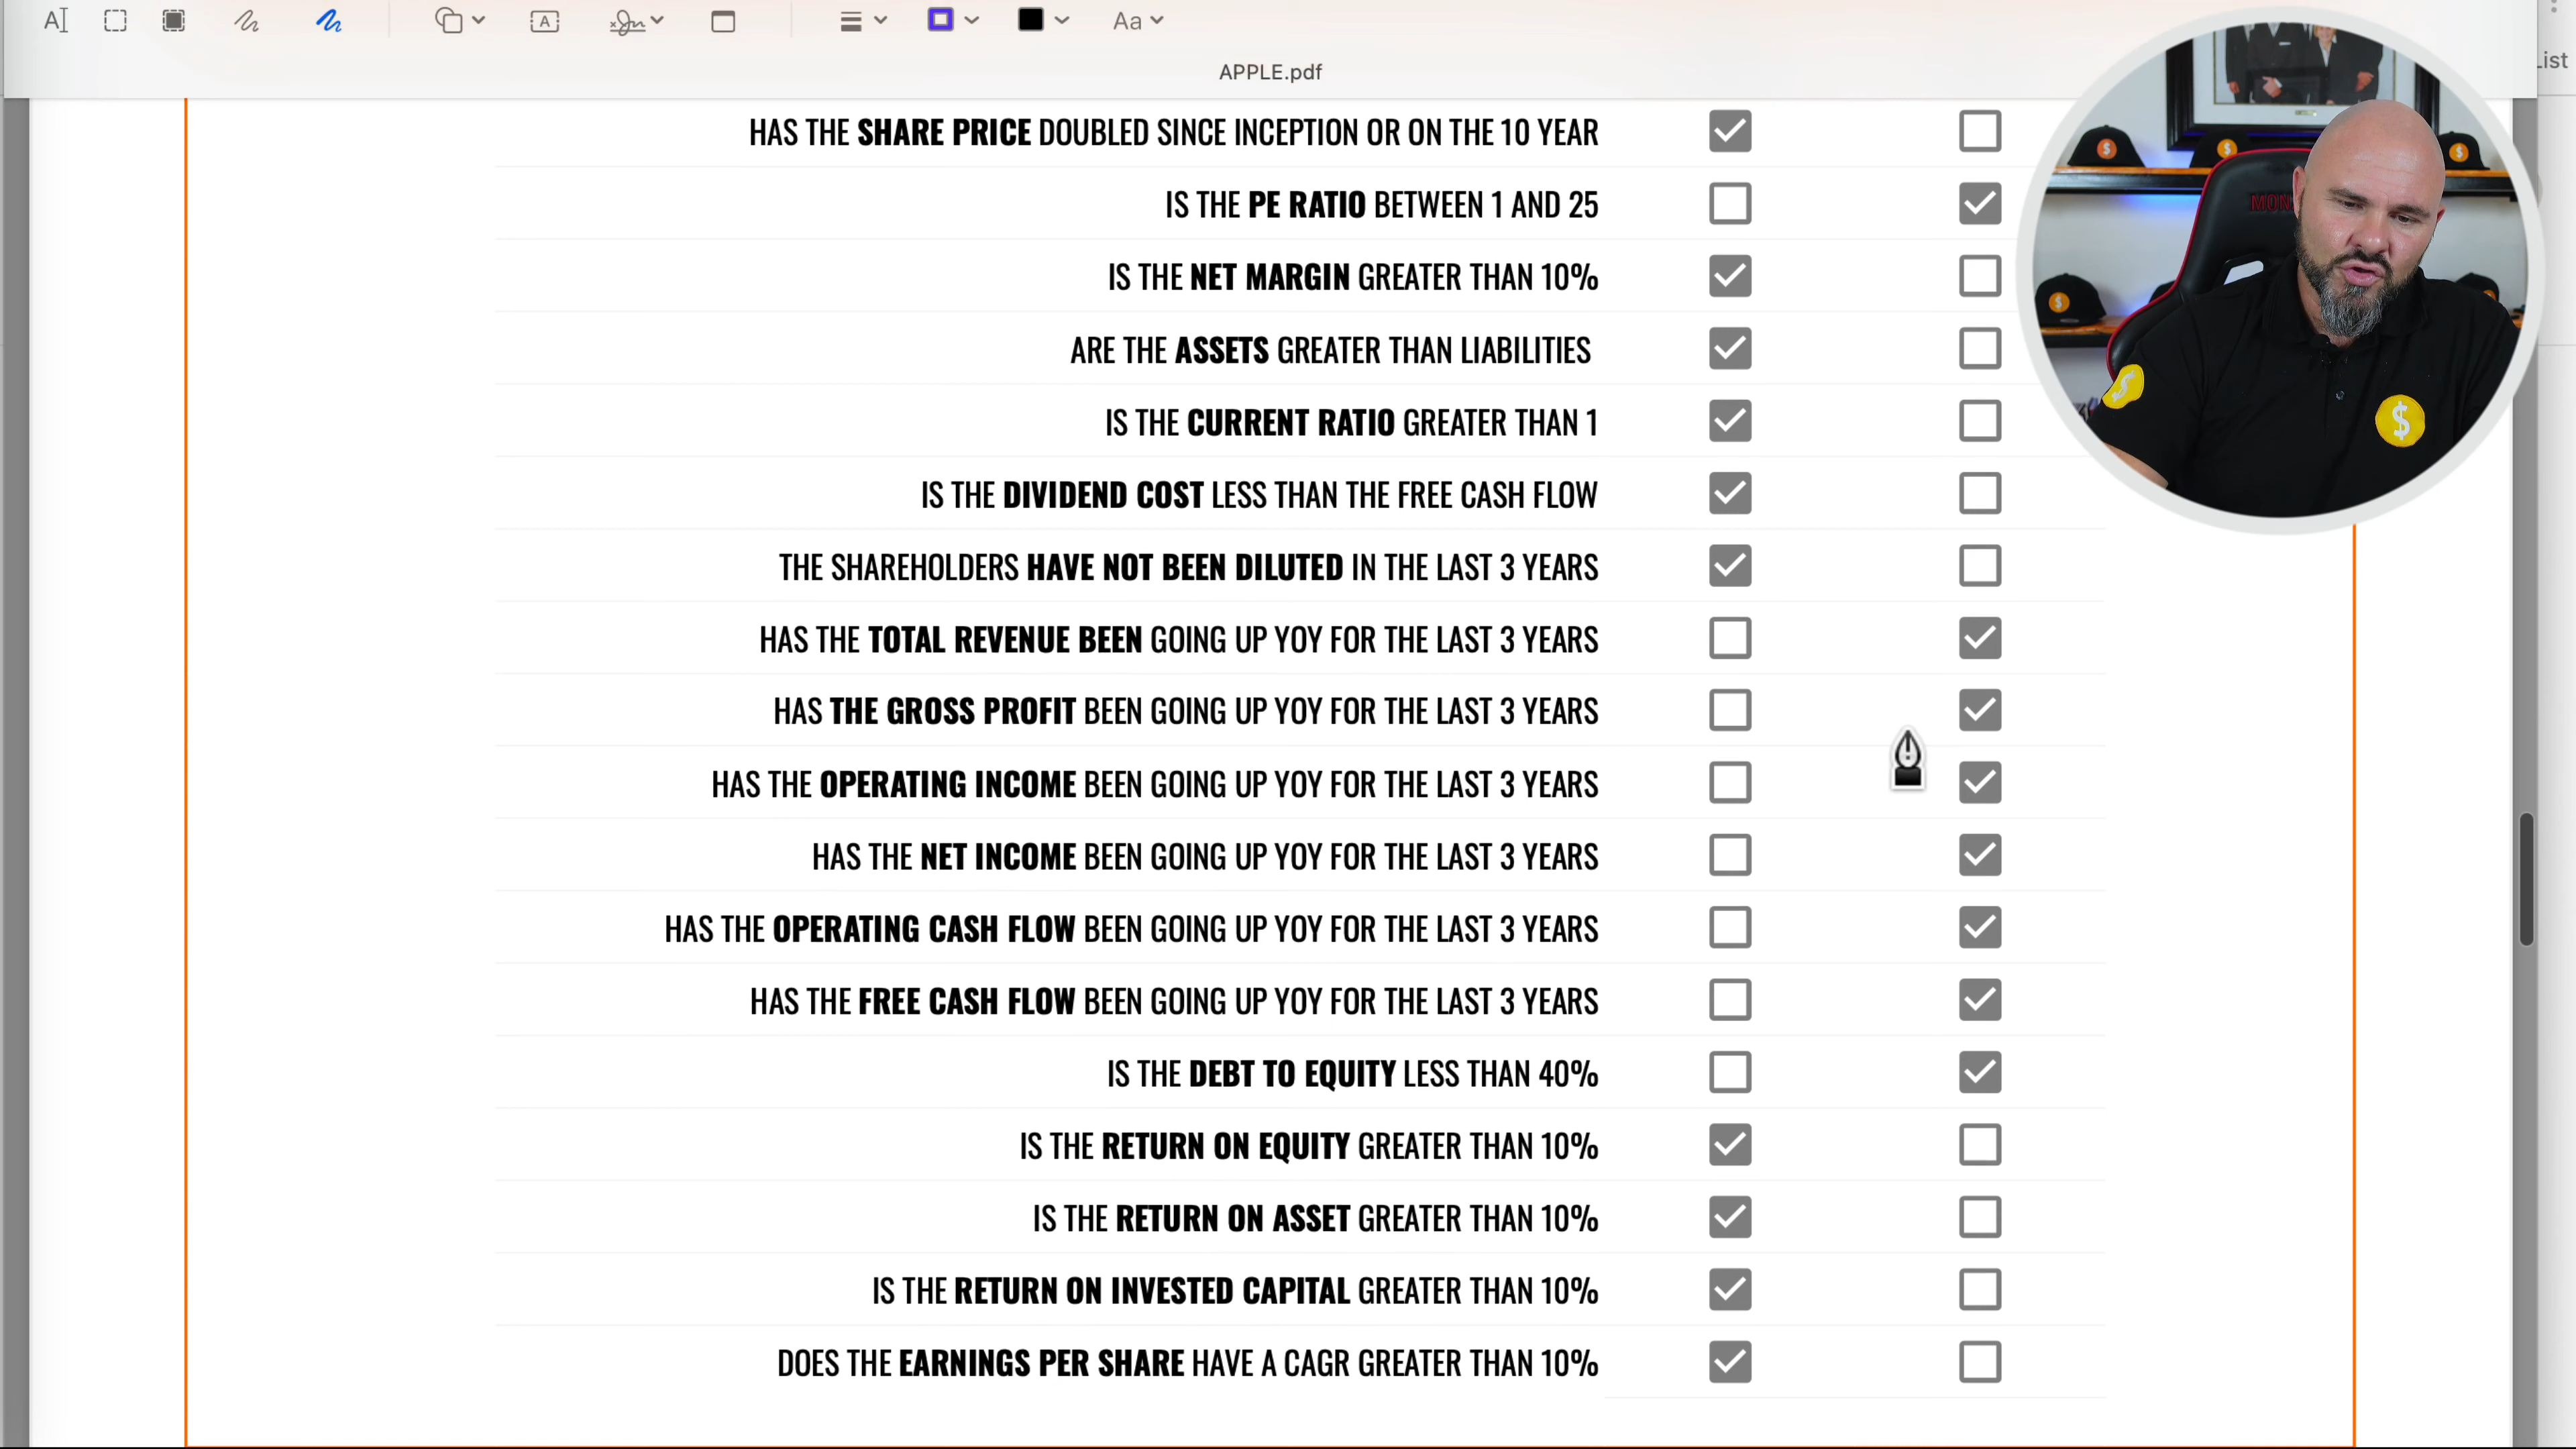 A
A
Aa
APPLE.pdf
List
HAS THE SHARE PRICE DOUBLED SINCE INCEPTION OR ON THE 10 YEAR
IS THE PE RATIO BETWEEN 1 AND 25
IS THE NET MARGIN GREATER THAN 10%
ARE THE ASSETS GREATER THAN LIABILITIES
IS THE CURRENT RATIO GREATER THAN 1
IS THE DIVIDEND COST LESS THAN THE FREE CASH FLOW
THE SHAREHOLDERS HAVE NOT BEEN DILUTED IN THE LAST 3 YEARS
HAS THE TOTAL REVENUE BEEN GOING UP YOY FOR THE LAST 3 YEARS
HAS THE GROSS PROFIT BEEN GOING UP YOY FOR THE LAST 3 YEARS
HAS THE OPERATING INCOME BEEN GOING UP YOY FOR THE LAST 3 YEARS
HAS THE NET INCOME BEEN GOING UP YOY FOR THE LAST 3 YEARS
HAS THE OPERATING CASH FLOW BEEN GOING UP YOY FOR THE LAST 3 YEARS
HAS THE FREE CASH FLOW BEEN GOING UP YOY FOR THE LAST 3 YEARS
IS THE DEBT TO EQUITY LESS THAN 40%
IS THE RETURN ON EQUITY GREATER THAN 10%
IS THE RETURN ON ASSET GREATER THAN 10%
IS THE RETURN ON INVESTED CAPITAL GREATER THAN 10%
DOES THE EARNINGS PER SHARE HAVE A CAGR GREATER THAN 10%